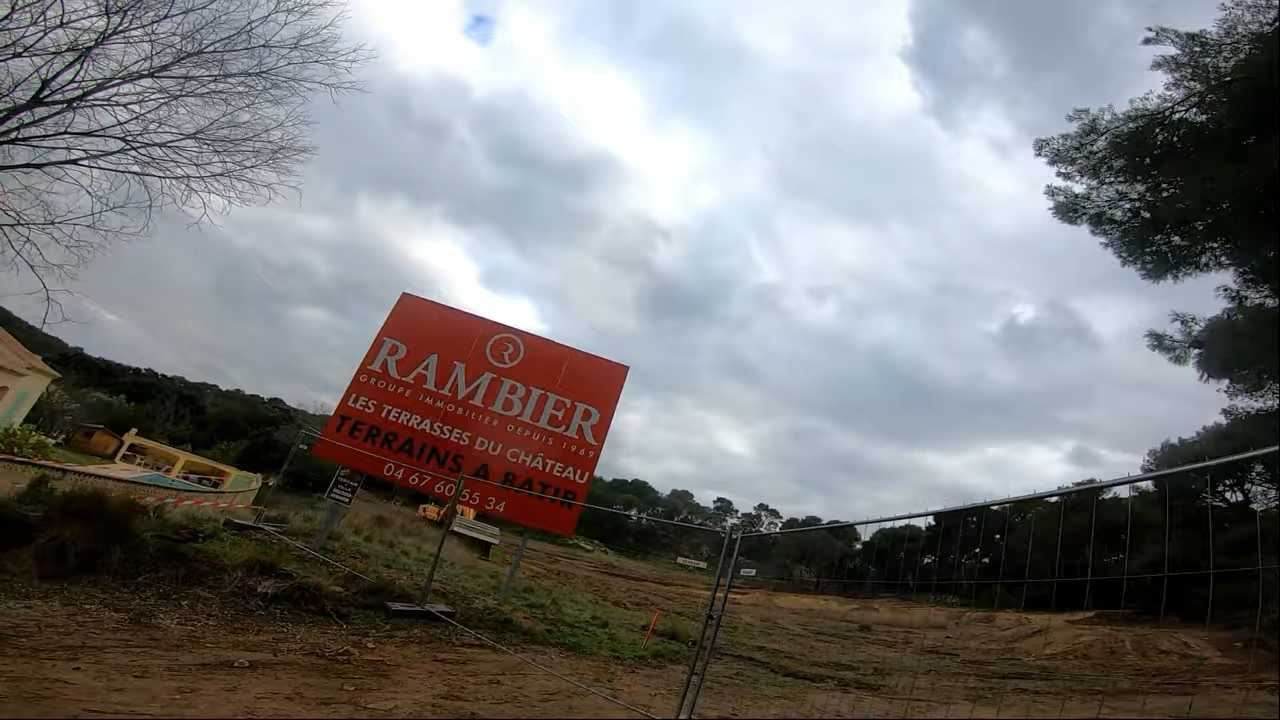 R
RAMBIER
GROUPE IMMOBILIER DEPUIS 1969
LES TERRASSES DU CHÂTEAU
TERRAINS A BATIR
04 67 60 55 34